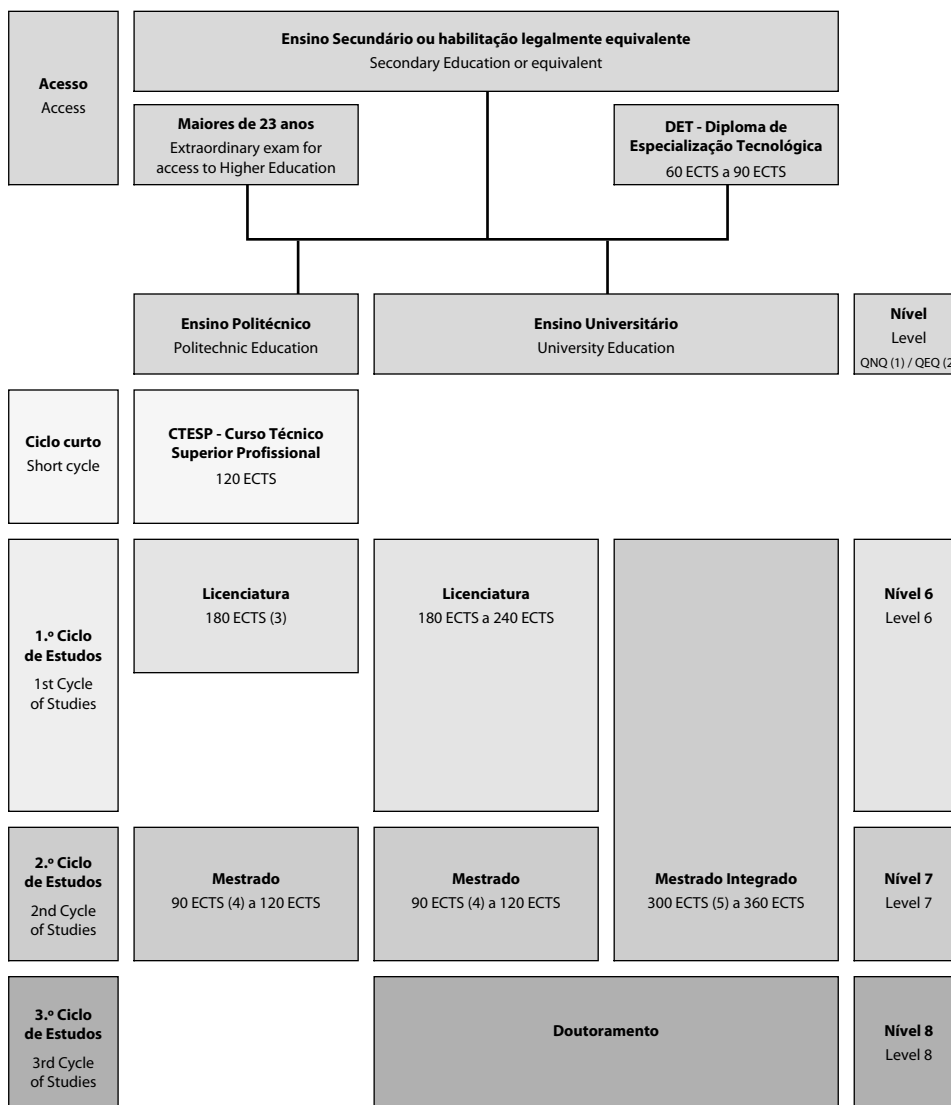 Acesso
Access
Ensino Secundário ou habilitação legalmente equivalente
Secondary Education or equivalent
Maiores de 23 anos
Extraordinary exam for
access to Higher Education
DET - Diploma de
Especialização Tecnológica
60 ECTS a 90 ECTS
Ensino Politécnico
Politechnic Education
Ensino Universitário
University Education
Nível
Level
QNQ (1) / QEQ (2
Ciclo curto
Short cycle
CTESP - Curso Técnico
Superior Profissional
120 ECTS
1.º Ciclo
de Estudos
1st Cycle
of Studies
Licenciatura
180 ECTS (3)
Licenciatura
180 ECTS a 240 ECTS
Nível 6
Level 6
2.º Ciclo
de Estudos
2nd Cycle
of Studies
Mestrado
90 ECTS (4) a 120 ECTS
Mestrado
90 ECTS (4) a 120 ECTS
Mestrado Integrado
300 ECTS (5) a 360 ECTS
Nível 7
Level 7
3.º Ciclo
de Estudos
3rd Cycle
of Studies
Doutoramento
Nível 8
Level 8